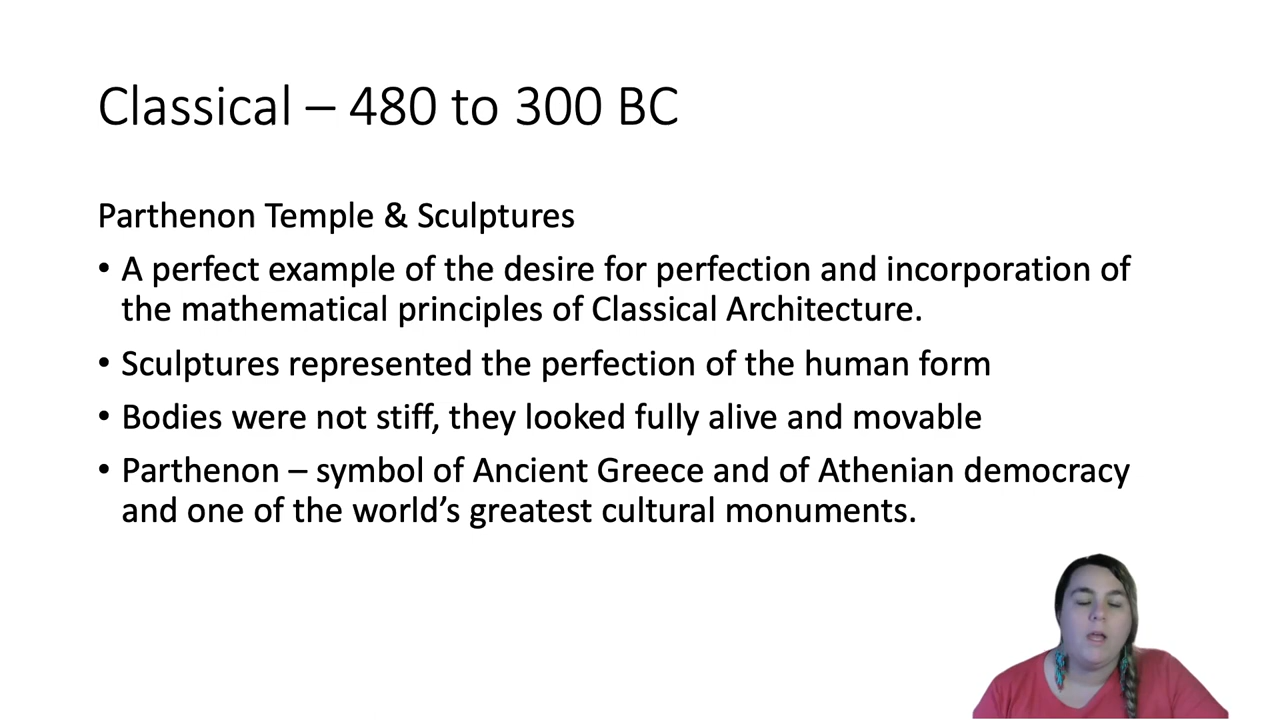 Classical – 480 to 300 BC
Parthenon Temple & Sculptures
• A perfect example of the desire for perfection and incorporation of
the mathematical principles of Classical Architecture.
• Sculptures represented the perfection of the human form
• Bodies were not stiff, they looked fully alive and movable
• Parthenon – symbol of Ancient Greece and of Athenian democracy
and one of the world’s greatest cultural monuments.